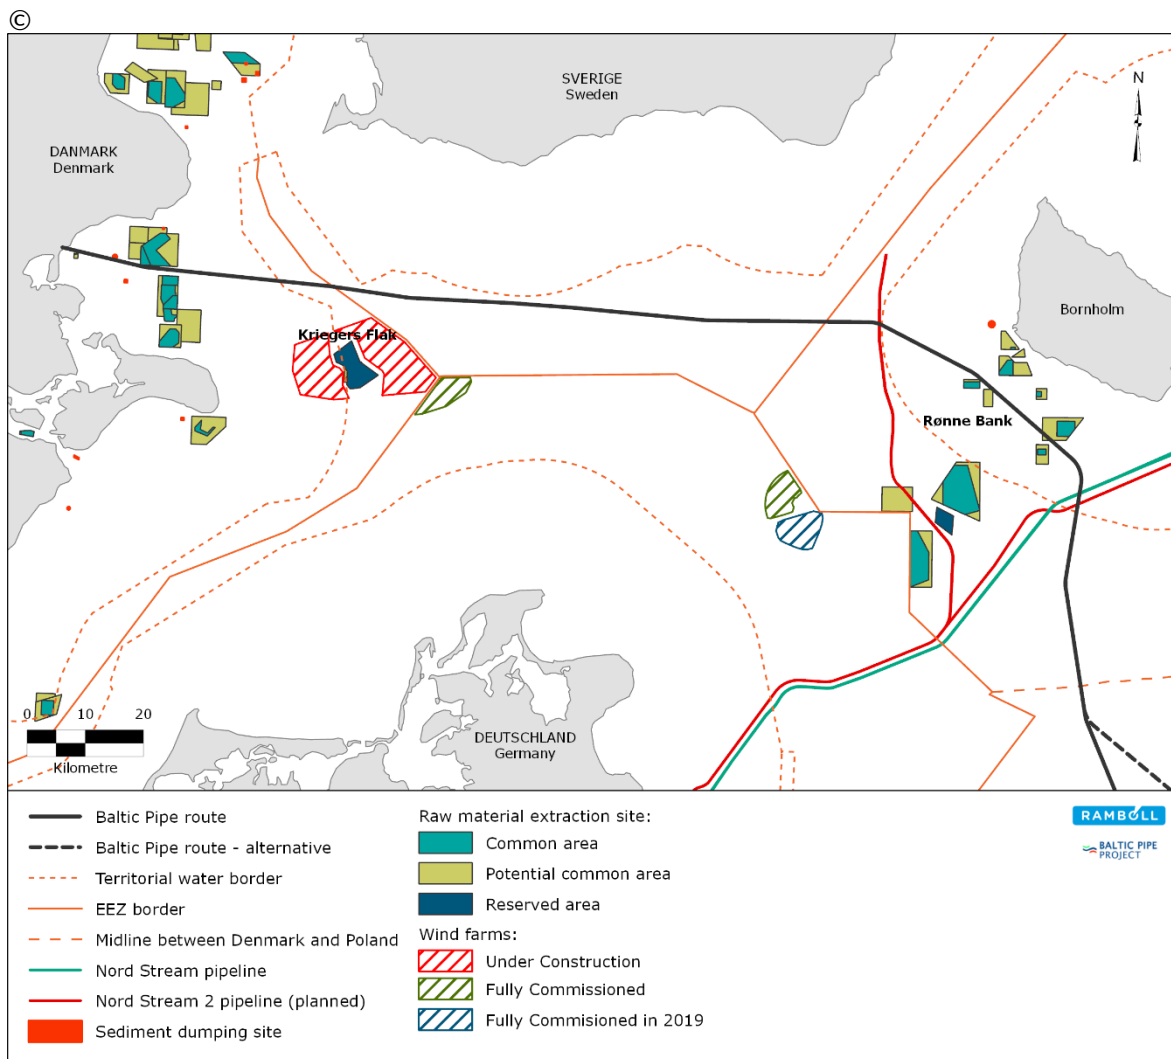 ©
SVERIGE
Sweden
N
DANMARK
Denmark
Bornholm
Kriegers Flak
Rønne Bank
0 10 20
Kilometre
DEUTSCHLAND
Germany
Baltic Pipe route
Baltic Pipe route - alternative
Territorial water border
EEZ border
Midline between Denmark and Poland
Nord Stream pipeline
Nord Stream 2 pipeline (planned)
Sediment dumping site
Raw material extraction site:
Common area
Potential common area
Reserved area
Wind farms:
Under Construction
Fully Commissioned
Fully Commisioned in 2019
RAMBOLL
BALTIC PIPE
PROJECT